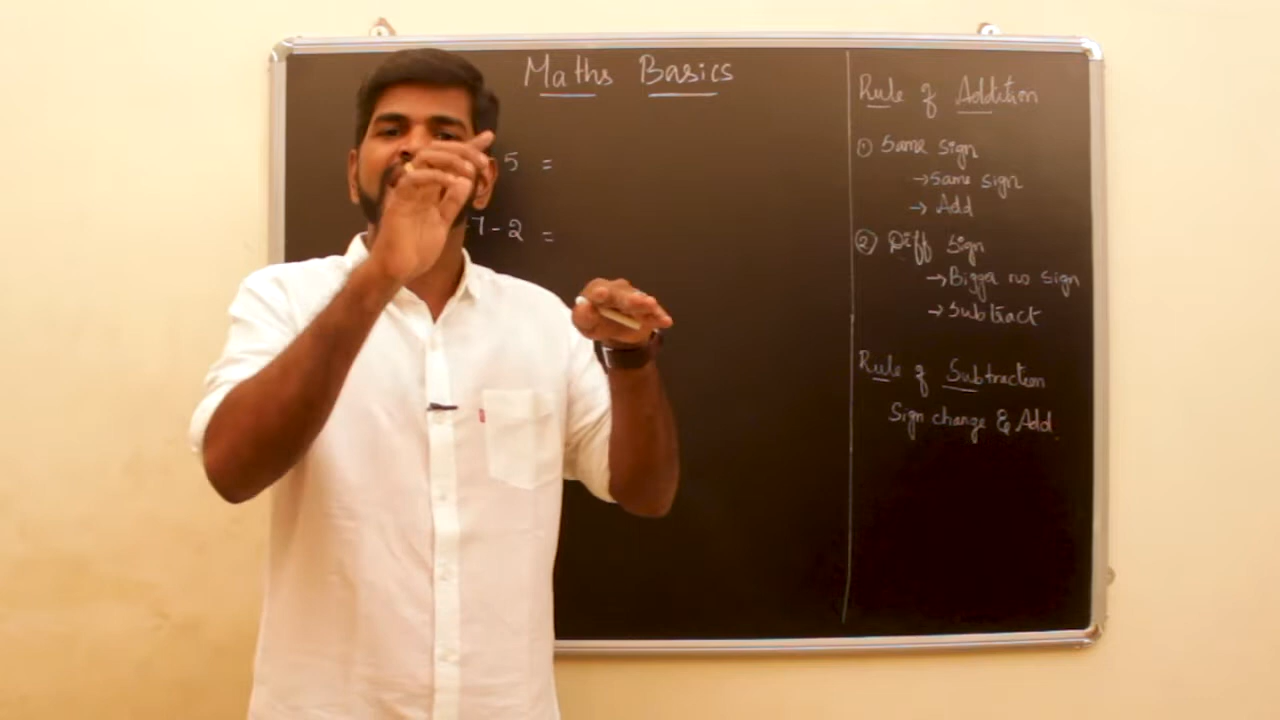 Maths Basics
5 =
7 - 2 =
Rule of Addition
① Same sign
→ Same sign
→ Add
② Diff Sign
→ Bigger no sign
→ Subtract
Rule of Subtraction
Sign change & Add